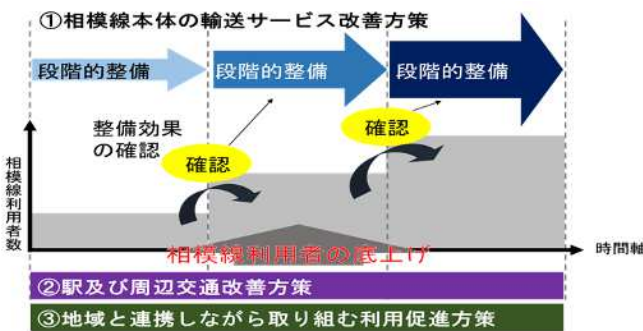 ①相模線本体の輸送サービス改善方策
段階的整備
段階的整備
段階的整備
整備効果
の確認
確認
確認
相模線利用者数
相模線利用者の底上げ
時間軸
②駅及び周辺交通改善方策
③地域と連携しながら取り組む利用促進方策